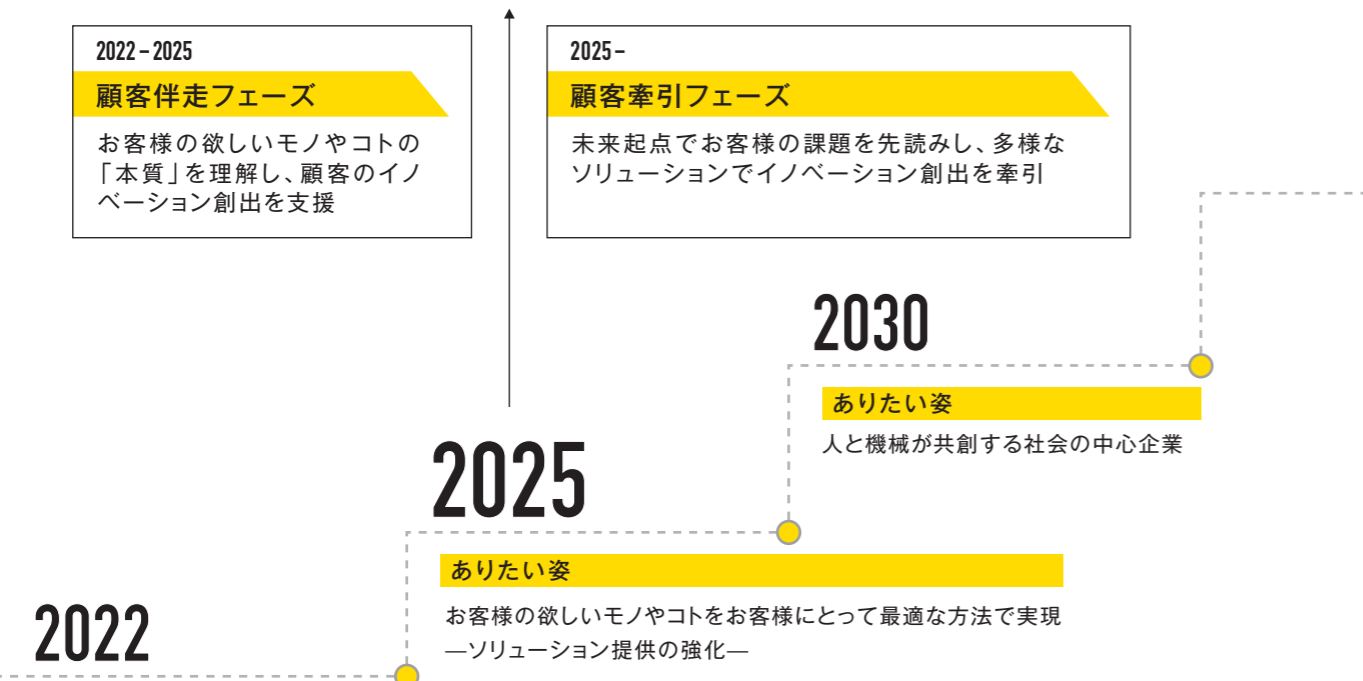 2022–2025
顧客伴走フェーズ
お客様の欲しいモノやコトの
「本質」を理解し、顧客のイノ
ベーション創出を支援
2025–
顧客牽引フェーズ
未来起点でお客様の課題を先読みし、多様な
ソリューションでイノベーション創出を牽引
2030
ありたい姿
人と機械が共創する社会の中心企業
2025
ありたい姿
お客様の欲しいモノやコトをお客様にとって最適な方法で実現
―ソリューション提供の強化―
2022